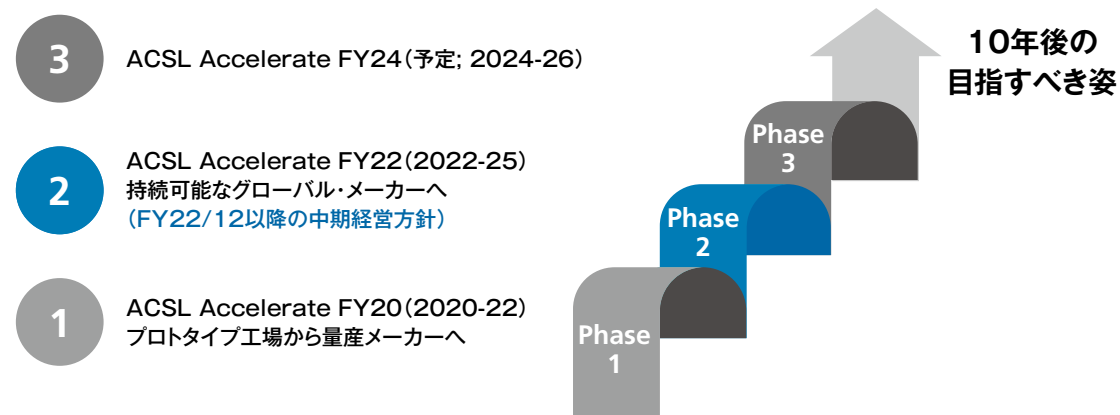 3
ACSL Accelerate FY24(予定; 2024-26)
2
ACSL Accelerate FY22(2022-25)
持続可能なグローバル・メーカーへ
(FY22/12以降の中期経営方針)
1
ACSL Accelerate FY20(2020-22)
プロトタイプ工場から量産メーカーへ
10年後の
目指すべき姿
Phase
3
Phase
2
Phase
1